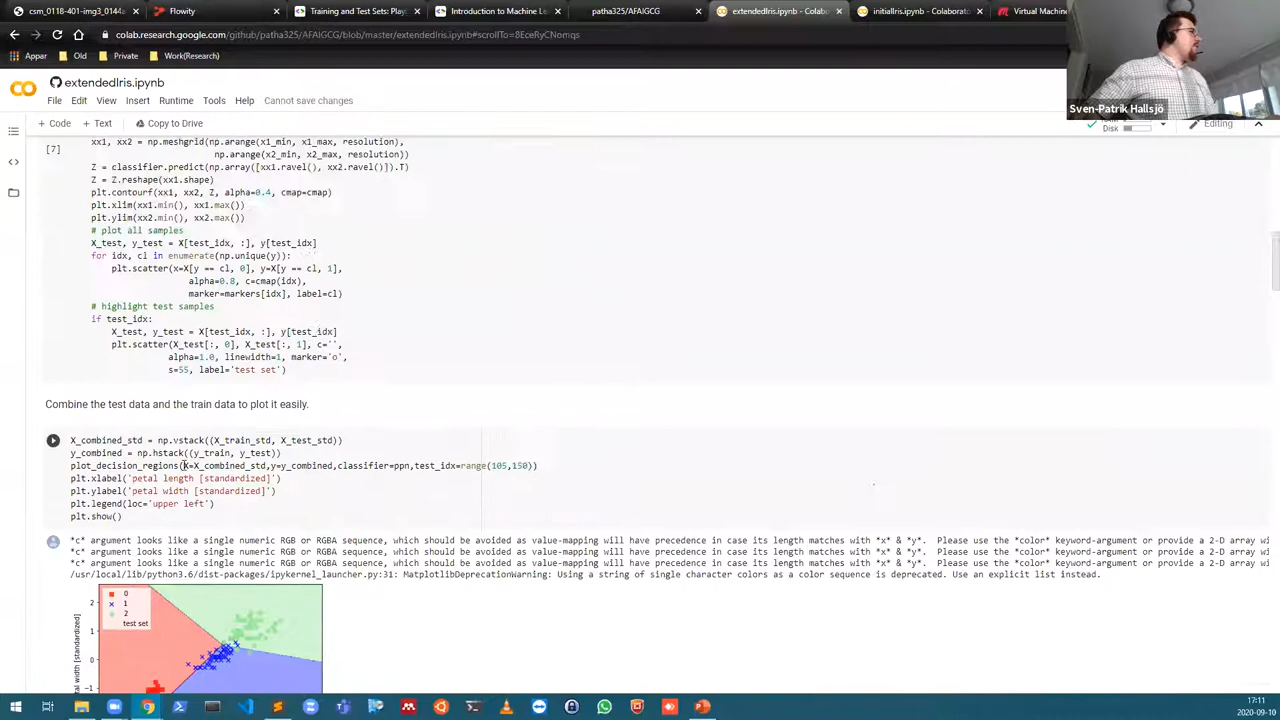 csm_0118-401-img3_0144a
Flowity
Training and Test Sets: Play
Introduction to Machine Le
patha325/AFAIGCG
extendedIris.ipynb - Colab
initialIris.ipynb - Colaborat
Virtual Machin
colab.research.google.com/github/patha325/AFAIGCG/blob/master/extendedIris.ipynb#scrollTo=8EceRyCNomqs
Appar
Old
Private
Work(Research)
extendedIris.ipynb
File Edit View Insert Runtime Tools Help Cannot save changes
Sven-Patrik Hallsjö
+ Code + Text Copy to Drive
Disk
Editing
[7]
xx1, xx2 = np.meshgrid(np.arange(x1_min, x1_max, resolution),
np.arange(x2_min, x2_max, resolution))
Z = classifier.predict(np.array([xx1.ravel(), xx2.ravel()]).T)
Z = Z.reshape(xx1.shape)
plt.contourf(xx1, xx2, Z, alpha=0.4, cmap=cmap)
plt.xlim(xx1.min(), xx1.max())
plt.ylim(xx2.min(), xx2.max())
# plot all samples
X_test, y_test = X[test_idx, :], y[test_idx]
for idx, cl in enumerate(np.unique(y)):
plt.scatter(x=X[y == cl, 0], y=X[y == cl, 1],
alpha=0.8, c=cmap(idx),
marker=markers[idx], label=cl)
# highlight test samples
if test_idx:
X_test, y_test = X[test_idx, :], y[test_idx]
plt.scatter(X_test[:, 0], X_test[:, 1], c='',
alpha=1.0, linewidth=1, marker='o',
s=55, label='test set')
Combine the test data and the train data to plot it easily.
X_combined_std = np.vstack((X_train_std, X_test_std))
y_combined = np.hstack((y_train, y_test))
plot_decision_regions(X=X_combined_std,y=y_combined,classifier=ppn,test_idx=range(105,150))
plt.xlabel('petal length [standardized]')
plt.ylabel('petal width [standardized]')
plt.legend(loc='upper left')
plt.show()
*c* argument looks like a single numeric RGB or RGBA sequence, which should be avoided as value-mapping will have precedence in case its length matches with *x* & *y*.  Please use the *color* keyword-argument or provide a 2-D array wi
*c* argument looks like a single numeric RGB or RGBA sequence, which should be avoided as value-mapping will have precedence in case its length matches with *x* & *y*.  Please use the *color* keyword-argument or provide a 2-D array wi
*c* argument looks like a single numeric RGB or RGBA sequence, which should be avoided as value-mapping will have precedence in case its length matches with *x* & *y*.  Please use the *color* keyword-argument or provide a 2-D array wi
/usr/local/lib/python3.6/dist-packages/ipykernel_launcher.py:31: MatplotlibDeprecationWarning: Using a string of single character colors as a color sequence is deprecated. Use an explicit list instead.
0
1
2
test set
2
1
0
-1
tal width [standardized]
17:11
2020-09-10